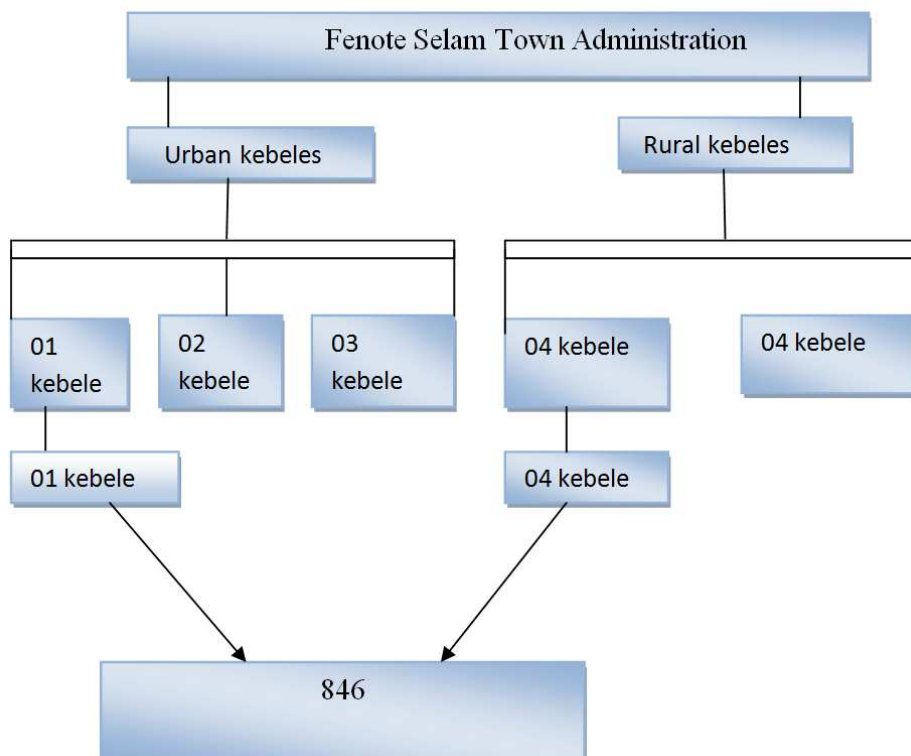 Fenote Selam Town Administration
Urban kebeles
Rural kebeles
01
kebele
02
kebele
03
kebele
04 kebele
04 kebele
01 kebele
04 kebele
846